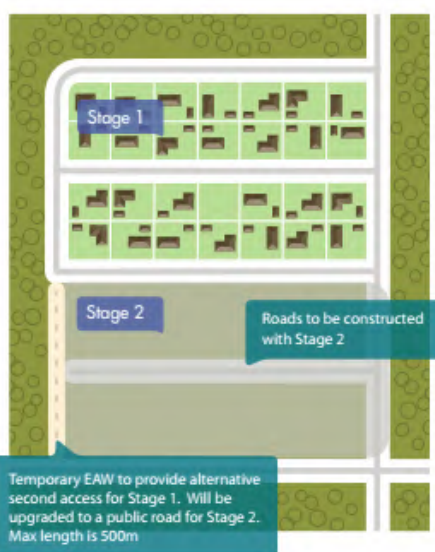 Stage 1
Stage 2
Roads to be constructed
with Stage 2
Temporary EAW to provide alternative
second access for Stage 1. Will be
upgraded to a public road for Stage 2.
Max length is 500m